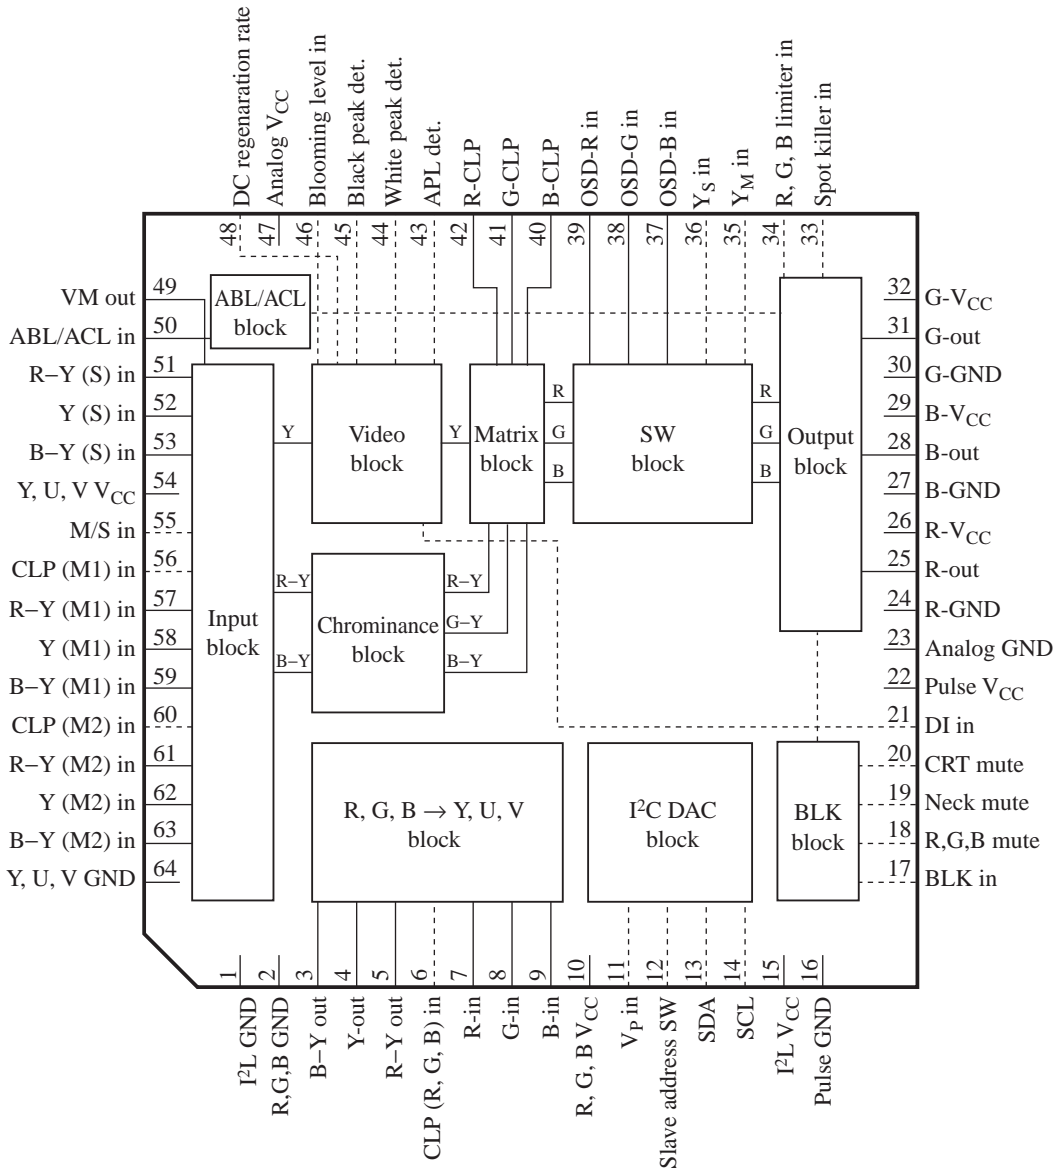 DC regenaration rate
Analog VCC
Blooming level in
Black peak det.
White peak det.
APL det.
R-CLP
G-CLP
B-CLP
OSD-R in
OSD-G in
OSD-B in
YS in
YM in
R, G, B limiter in
Spot killer in
48
47
46
45
44
43
42
41
40
39
38
37
36
35
34
33
VM out
49
ABL/ACL in
50
R−Y (S) in
51
Y (S) in
52
B−Y (S) in
53
Y, U, V VCC
54
M/S in
55
CLP (M1) in
56
R−Y (M1) in
57
Y (M1) in
58
B−Y (M1) in
59
CLP (M2) in
60
R−Y (M2) in
61
Y (M2) in
62
B−Y (M2) in
63
Y, U, V GND
64
ABL/ACL
block
Input
block
Y
Video
block
Y
Matrix
block
R
G
B
SW
block
R
G
B
Output
block
R−Y
B−Y
Chrominance
block
R−Y
G−Y
B−Y
R, G, B → Y, U, V
block
I²C DAC
block
BLK
block
32
G-VCC
31
G-out
30
G-GND
29
B-VCC
28
B-out
27
B-GND
26
R-VCC
25
R-out
24
R-GND
23
Analog GND
22
Pulse VCC
21
DI in
20
CRT mute
19
Neck mute
18
R,G,B mute
17
BLK in
1
2
3
4
5
6
7
8
9
10
11
12
13
14
15
16
I²L GND
R,G,B GND
B−Y out
Y-out
R−Y out
CLP (R, G, B) in
R-in
G-in
B-in
R, G, B VCC
VP in
Slave address SW
SDA
SCL
I²L VCC
Pulse GND